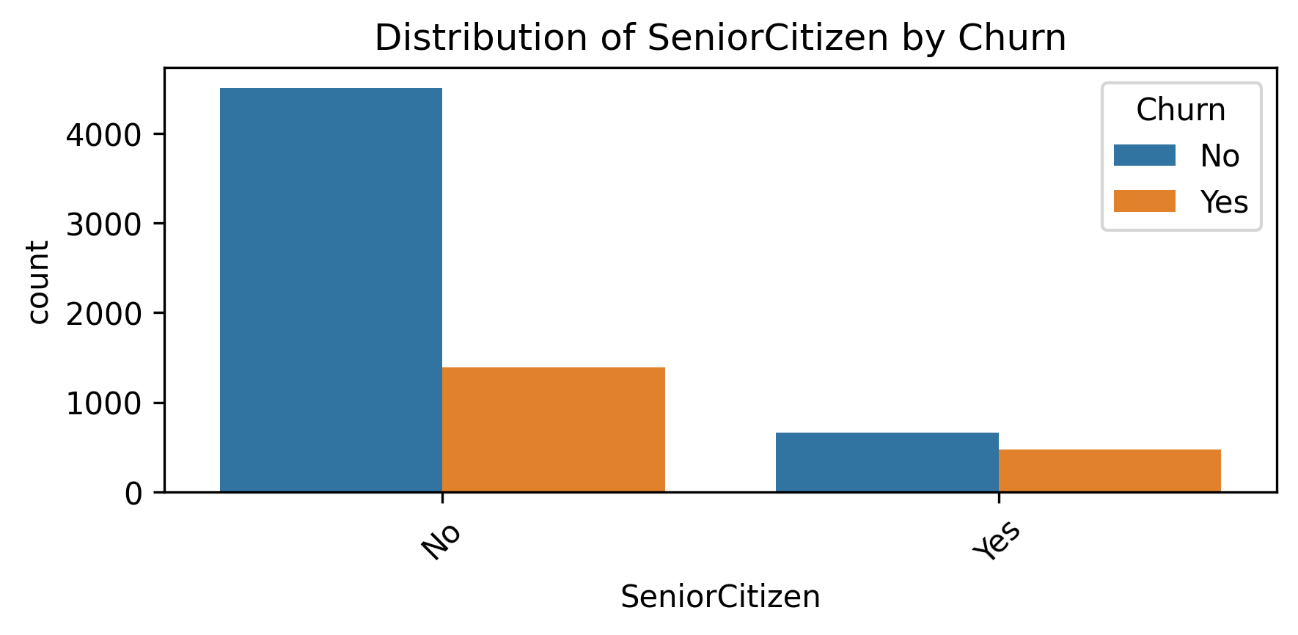 Distribution of SeniorCitizen by Churn
Churn
No
Yes
count
4000
3000
2000
1000
0
No
Yes
SeniorCitizen